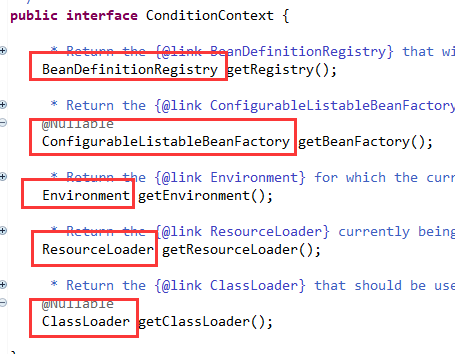 public interface ConditionContext {
* Return the {@link BeanDefinitionRegistry} that wi
BeanDefinitionRegistry getRegistry();
* Return the {@link ConfigurableListableBeanFactory
@Nullable
ConfigurableListableBeanFactory getBeanFactory();
* Return the {@link Environment} for which the curr
Environment getEnvironment();
* Return the {@link ResourceLoader} currently being
ResourceLoader getResourceLoader();
* Return the {@link ClassLoader} that should be use
@Nullable
ClassLoader getClassLoader();